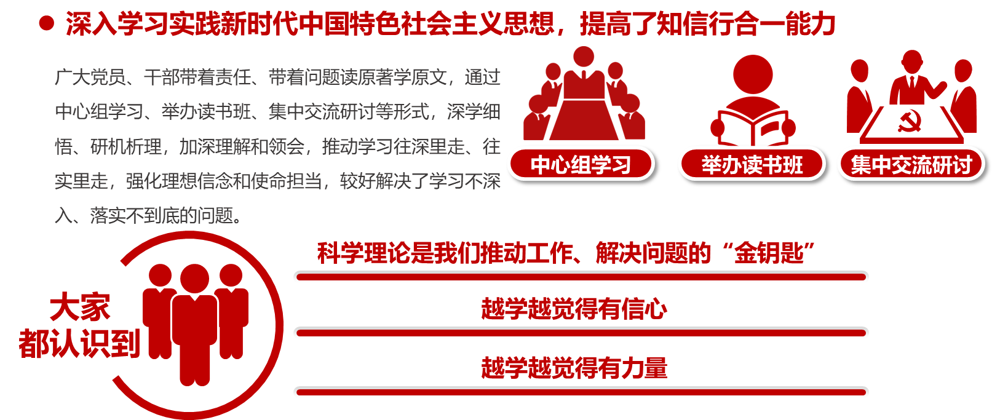 深入学习实践新时代中国特色社会主义思想，提高了知信行合一能力
广大党员、干部带着责任、带着问题读原著学原文，通过
中心组学习、举办读书班、集中交流研讨等形式，深学细
悟、研机析理，加深理解和领会，推动学习往深里走、往
实里走，强化理想信念和使命担当，较好解决了学习不深
入、落实不到底的问题。
中心组学习
举办读书班
集中交流研讨
大家
都认识到
科学理论是我们推动工作、解决问题的“金钥匙”
越学越觉得有信心
越学越觉得有力量